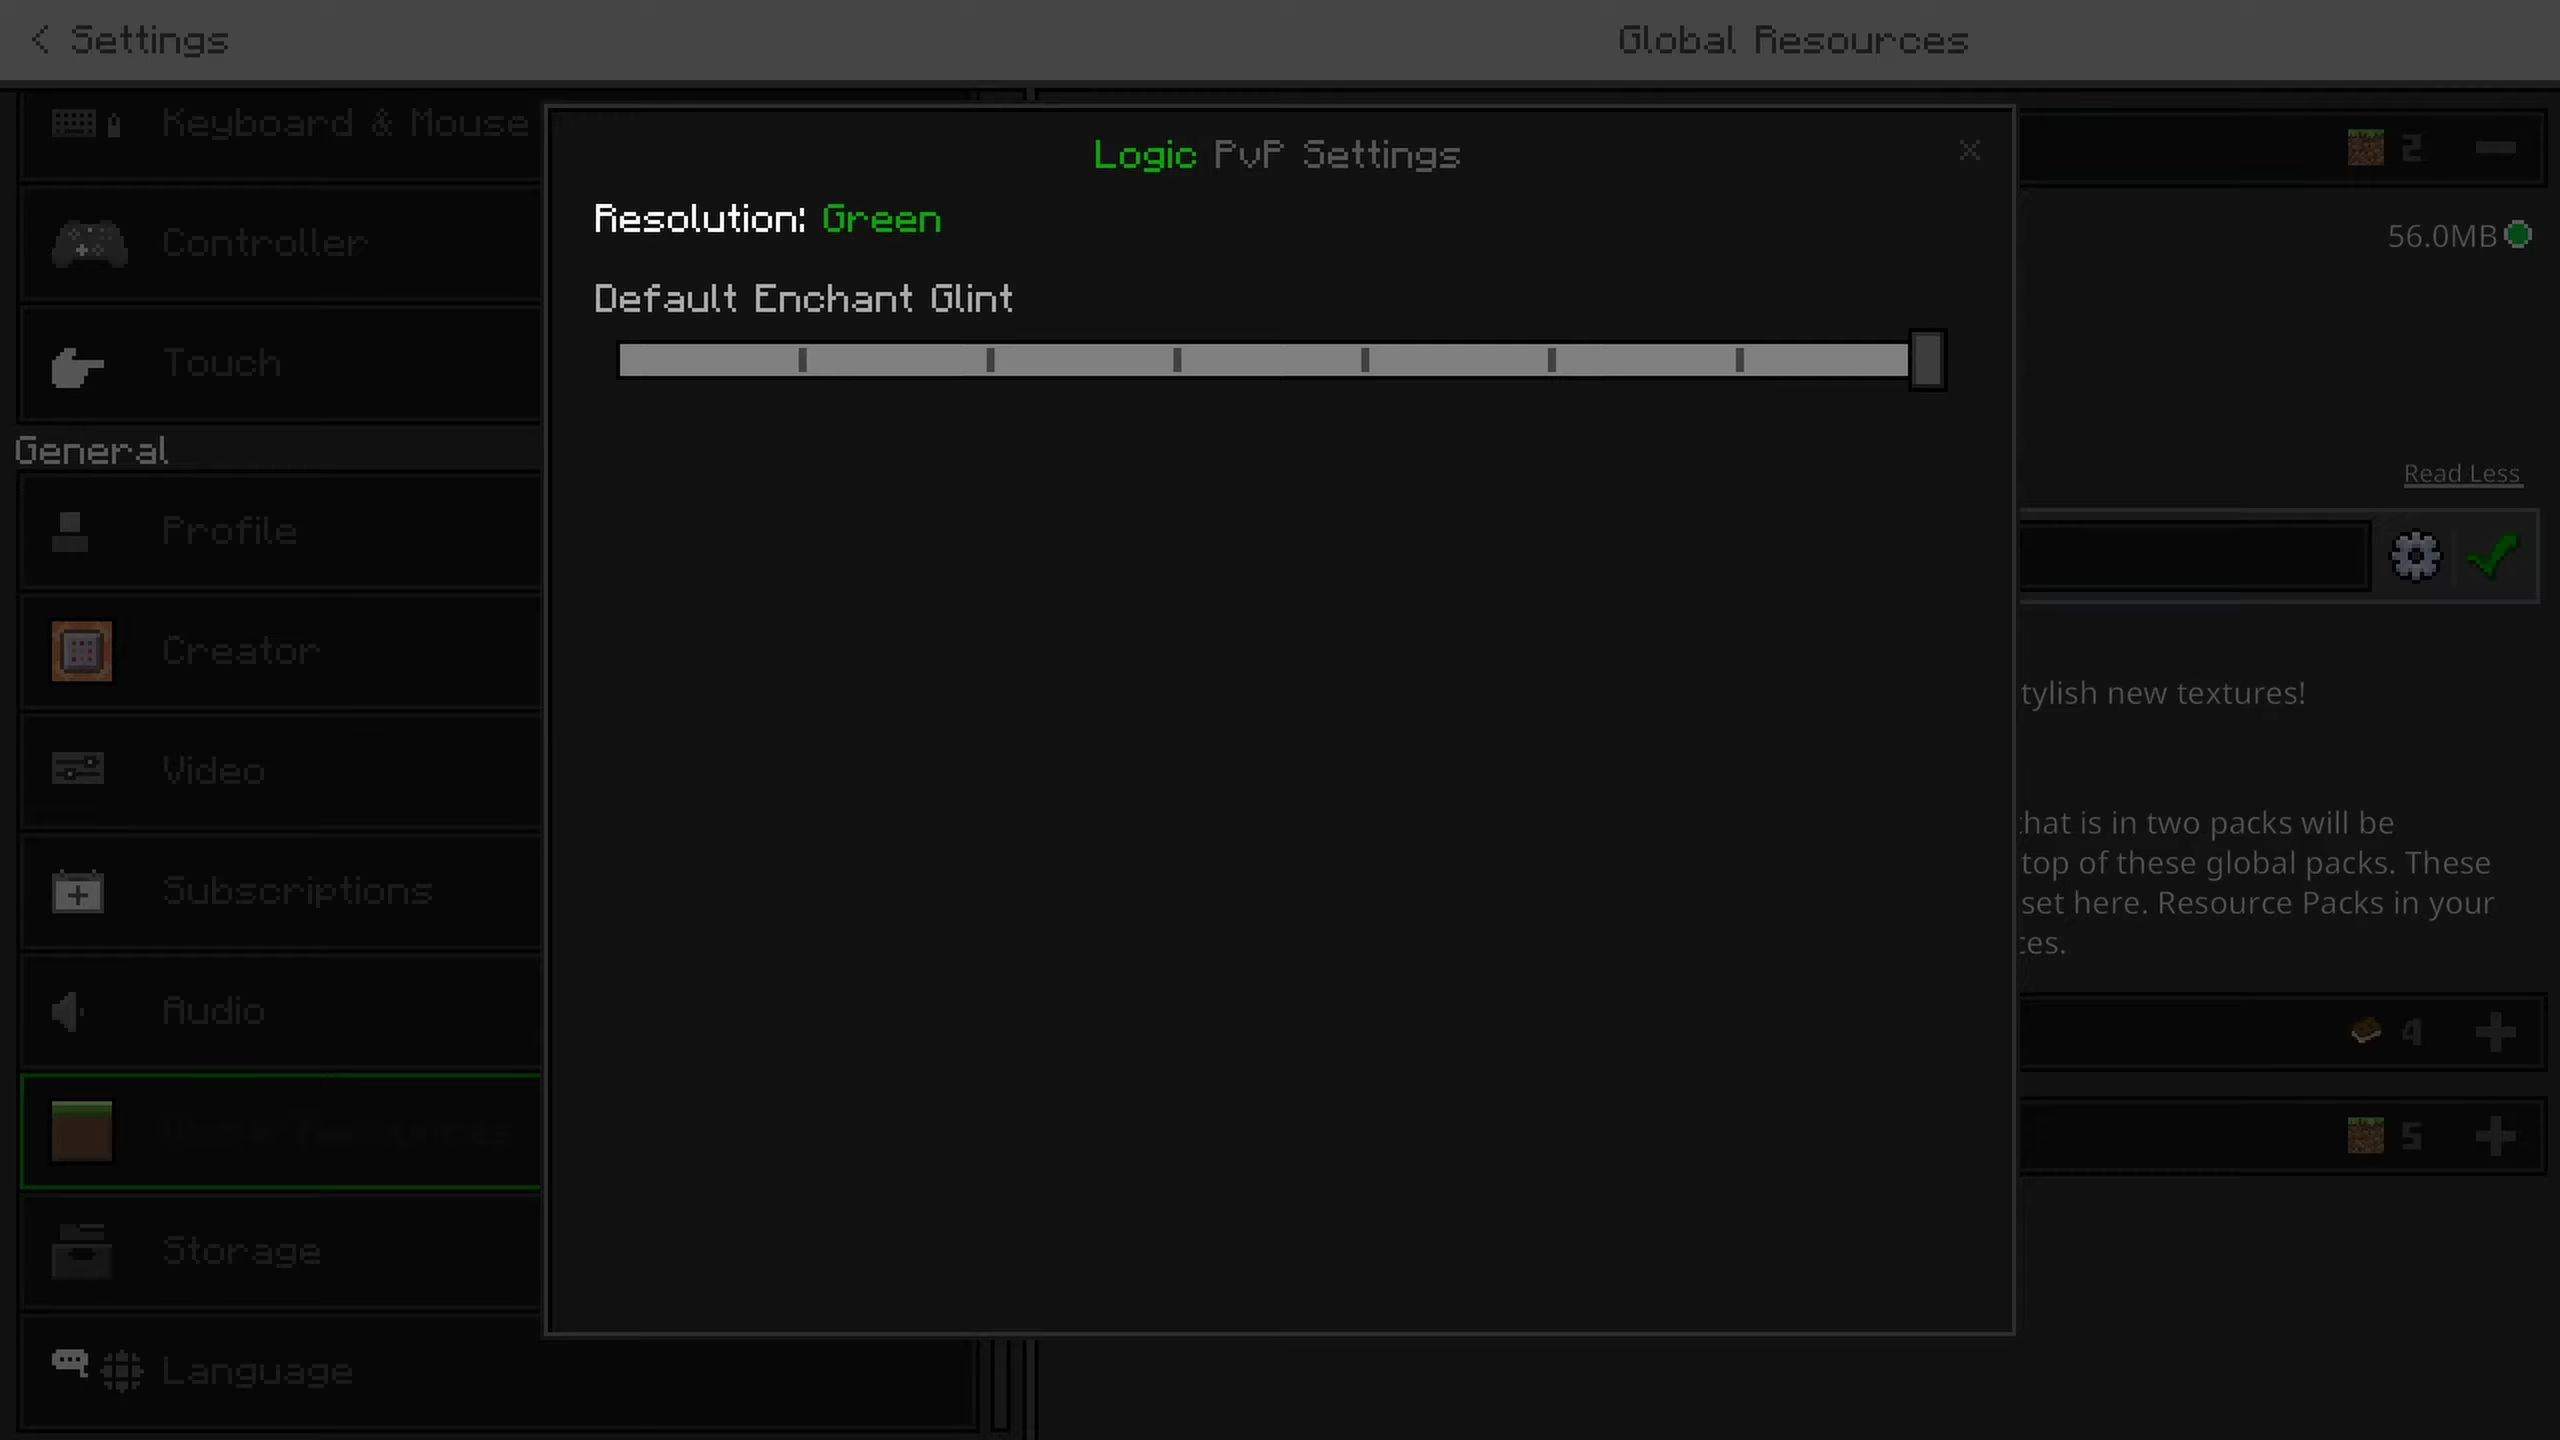 Settings
Global Resources
Keyboard & Mouse
Controller
Touch
General
Profile
Creator
Video
Subscriptions
Audio
Storage
Language
Logic PvP Settings
Resolution: Green
Default Enchant Glint
2
56.0MB
Read Less
tylish new textures!
that is in two packs will be
top of these global packs. These
set here. Resource Packs in your
ces.
4
5